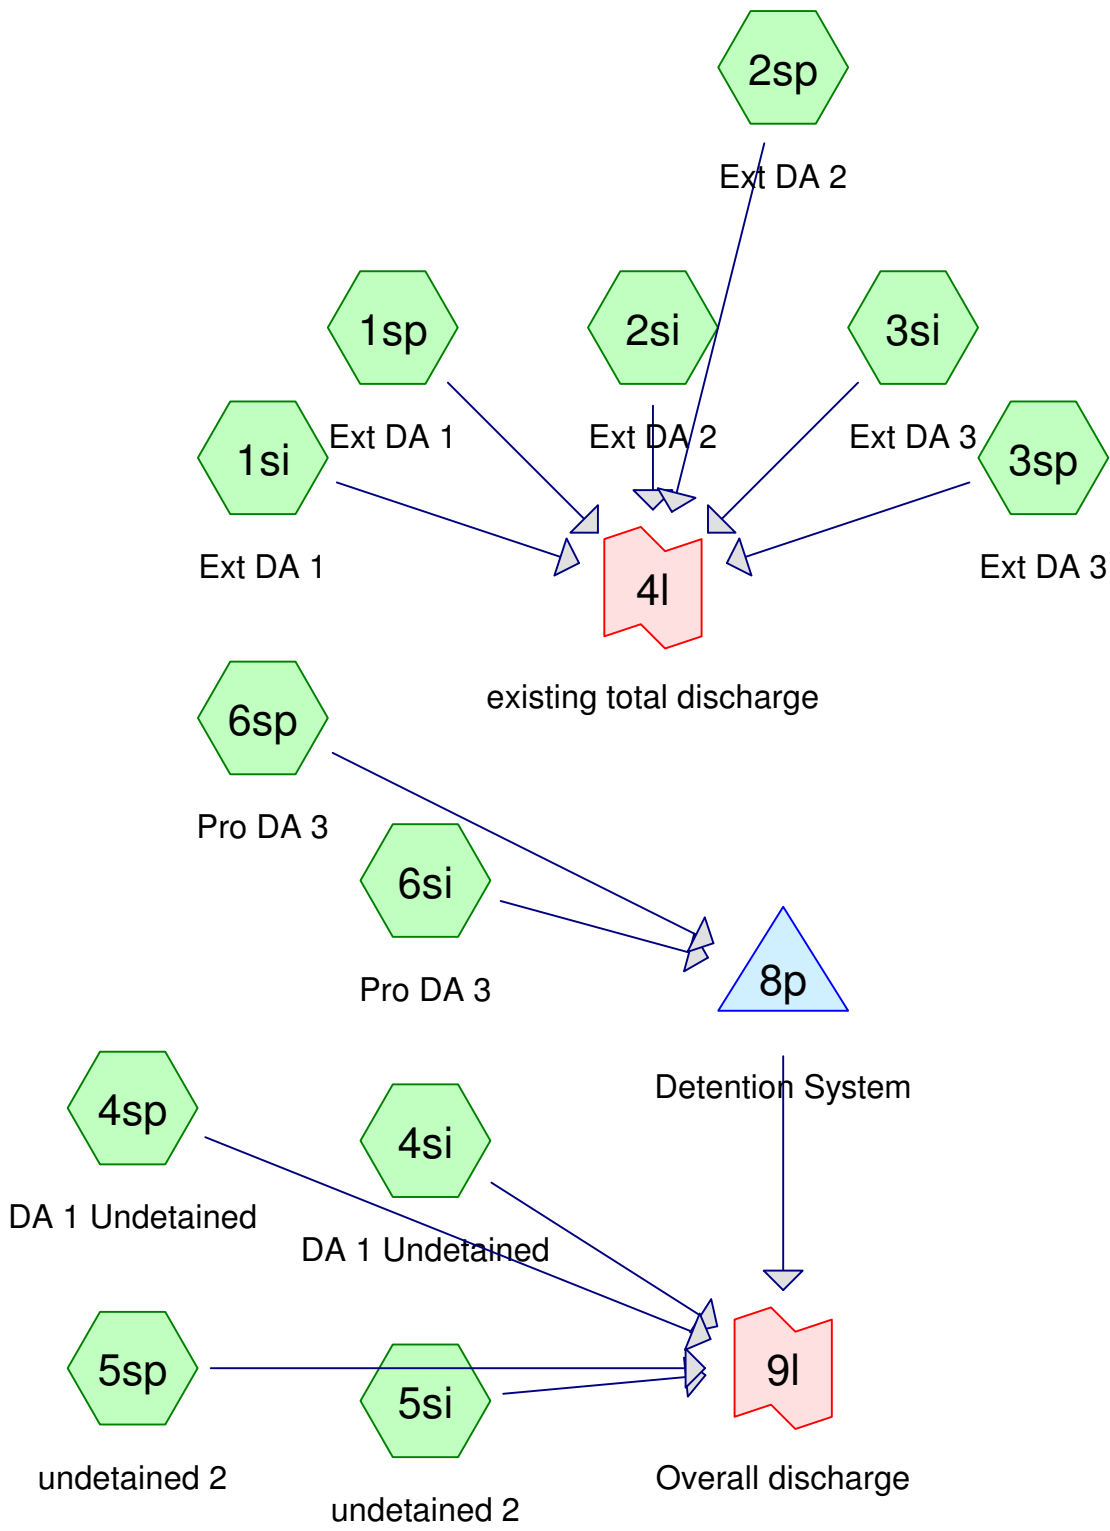 2sp
Ext DA 2
1sp
2si
3si
Ext DA 1
Ext DA 2
Ext DA 3
1si
3sp
Ext DA 1
Ext DA 3
4l
existing total discharge
6sp
Pro DA 3
6si
Pro DA 3
8p
Detention System
4sp
DA 1 Undetained
4si
DA 1 Undetained
5sp
undetained 2
5si
undetained 2
9l
Overall discharge